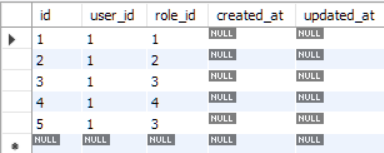 id user_id role_id created_at updated_at
1 1 1 NULL NULL
2 1 2 NULL NULL
3 1 3 NULL NULL
4 1 4 NULL NULL
5 1 3 NULL NULL
NULL NULL NULL NULL NULL